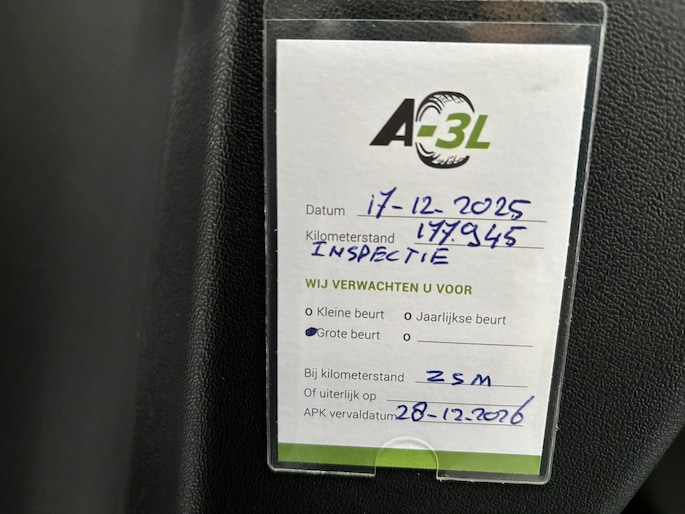 A-3L
Datum 17-12-2025
Kilometerstand 177.945
INSPECTIE
WIJ VERWACHTEN U VOOR
o Kleine beurt o Jaarlijkse beurt
Grote beurt o
Bij kilometerstand ZSM
Of uiterlijk op
APK vervaldatum 28-12-2026